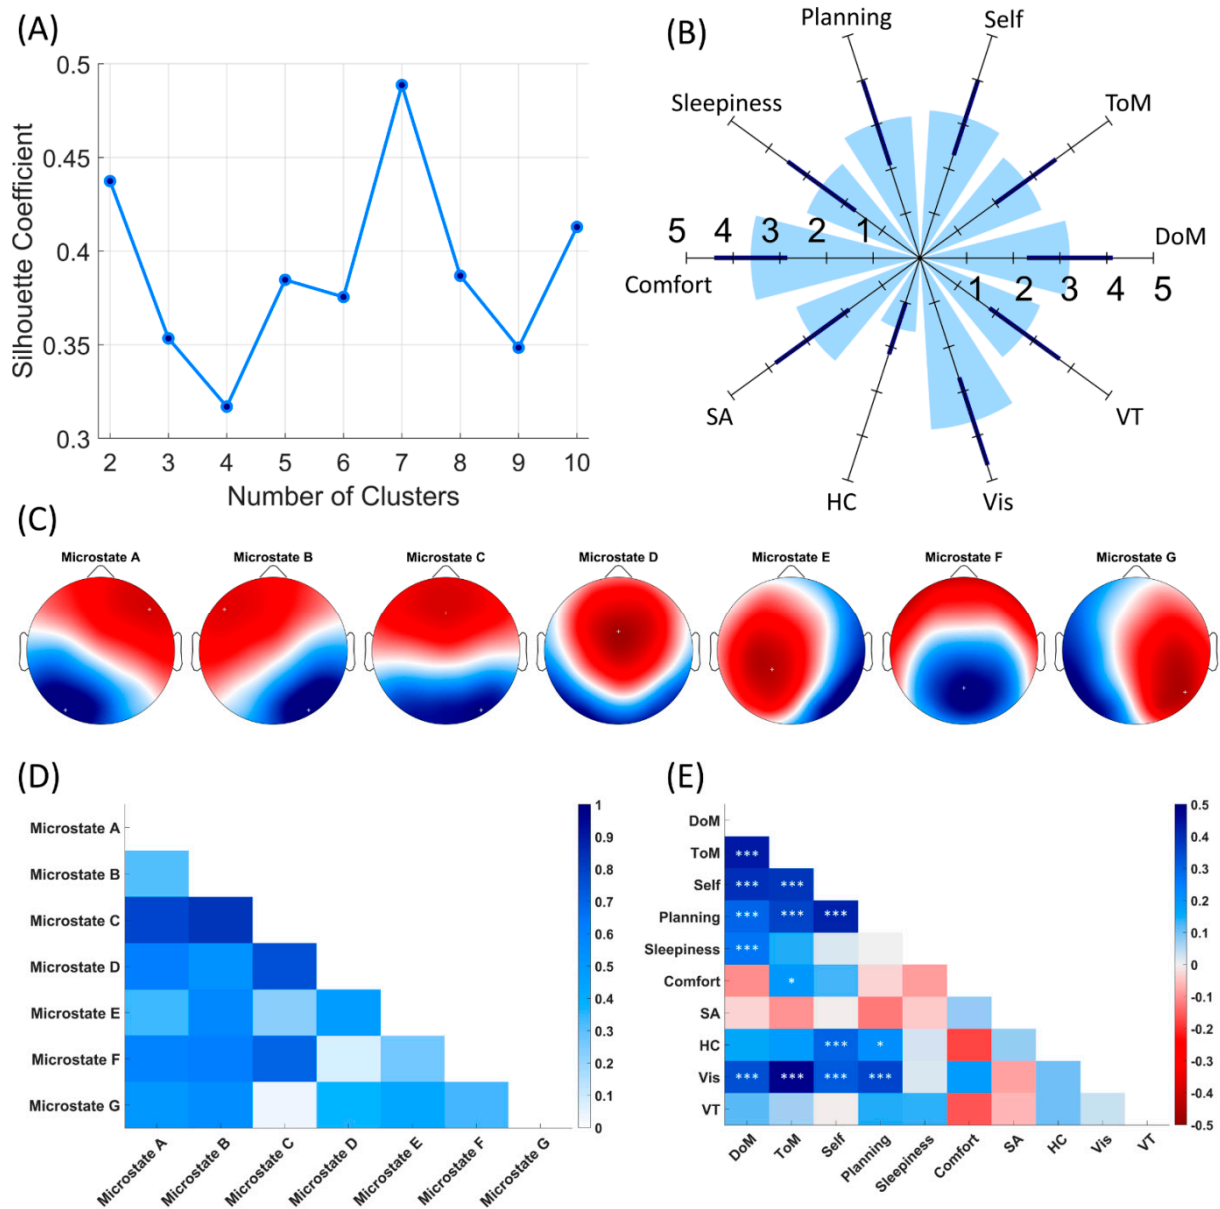 (A)
Silhouette Coefficient
0.5
0.45
0.4
0.35
0.3
2 3 4 5 6 7 8 9 10
Number of Clusters
(B)
Planning
Self
Sleepiness
ToM
5 4 3 2 1
DoM
Comfort
1 2 3 4 5
SA
VT
HC
Vis
(C)
Microstate A
Microstate B
Microstate C
Microstate D
Microstate E
Microstate F
Microstate G
(D)
Microstate A
Microstate B
Microstate C
Microstate D
Microstate E
Microstate F
Microstate G
Microstate A
Microstate B
Microstate C
Microstate D
Microstate E
Microstate F
Microstate G
1
0.9
0.8
0.7
0.6
0.5
0.4
0.3
0.2
0.1
0
(E)
DoM
ToM ***
Self *** ***
Planning *** *** ***
Sleepiness ***
Comfort *
SA
HC *** *
Vis *** *** *** ***
VT
DoM
ToM
Self
Planning
Sleepiness
Comfort
SA
HC
Vis
VT
0.5
0.4
0.3
0.2
0.1
0
-0.1
-0.2
-0.3
-0.4
-0.5